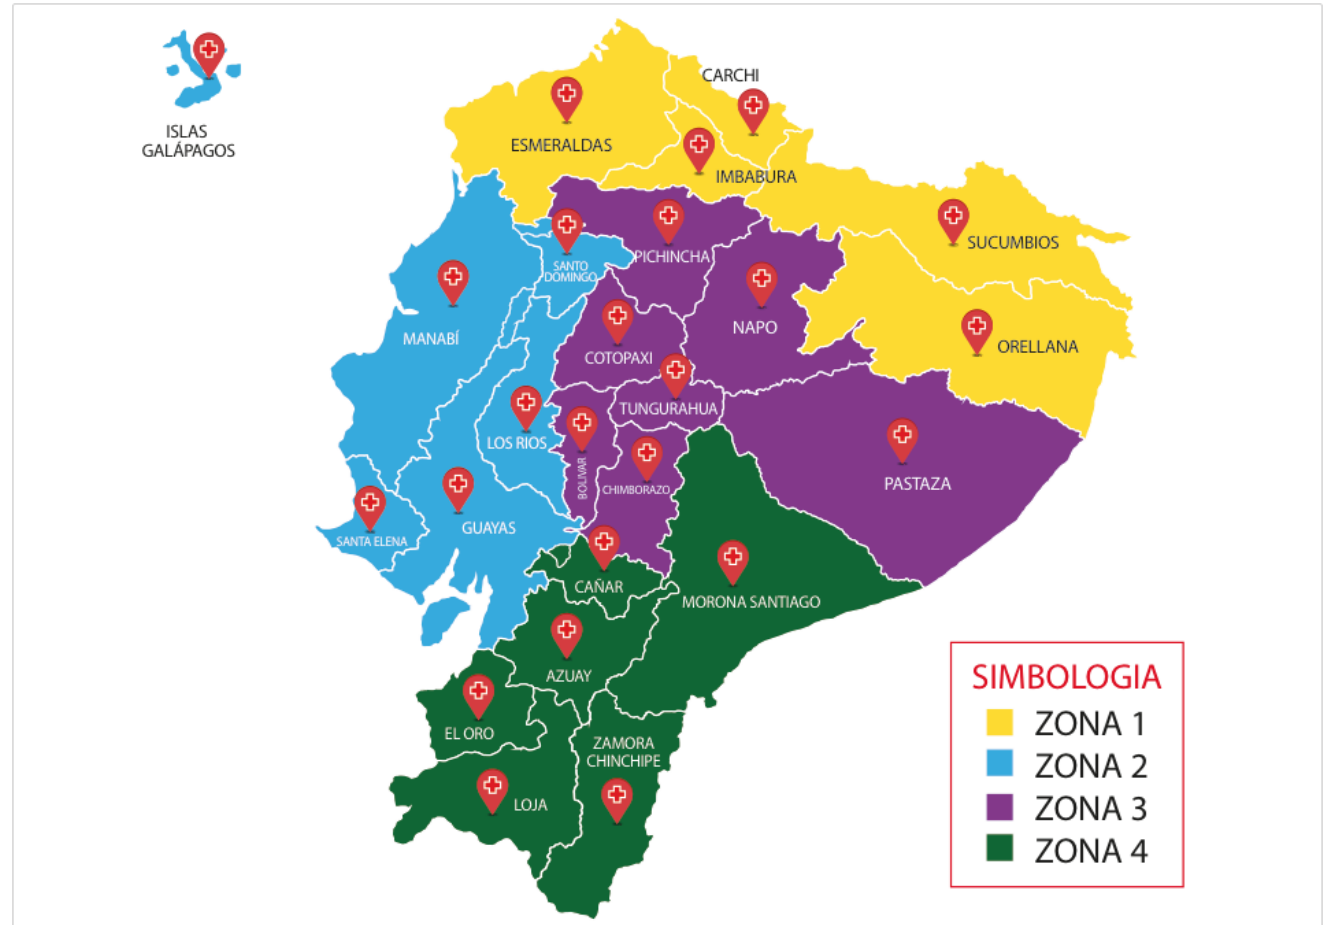 ISLAS
GALÁPAGOS
CARCHI
ESMERALDAS
IMBABURA
SUCUMBIOS
PICHINCHA
SANTO
DOMINGO
NAPO
MANABÍ
ORELLANA
COTOPAXI
TUNGURAHUA
LOS RIOS
BOLIVAR
CHIMBORAZO
PASTAZA
GUAYAS
SANTA ELENA
CAÑAR
MORONA SANTIAGO
AZUAY
EL ORO
ZAMORA
CHINCHIPE
LOJA
SIMBOLOGIA
ZONA 1
ZONA 2
ZONA 3
ZONA 4